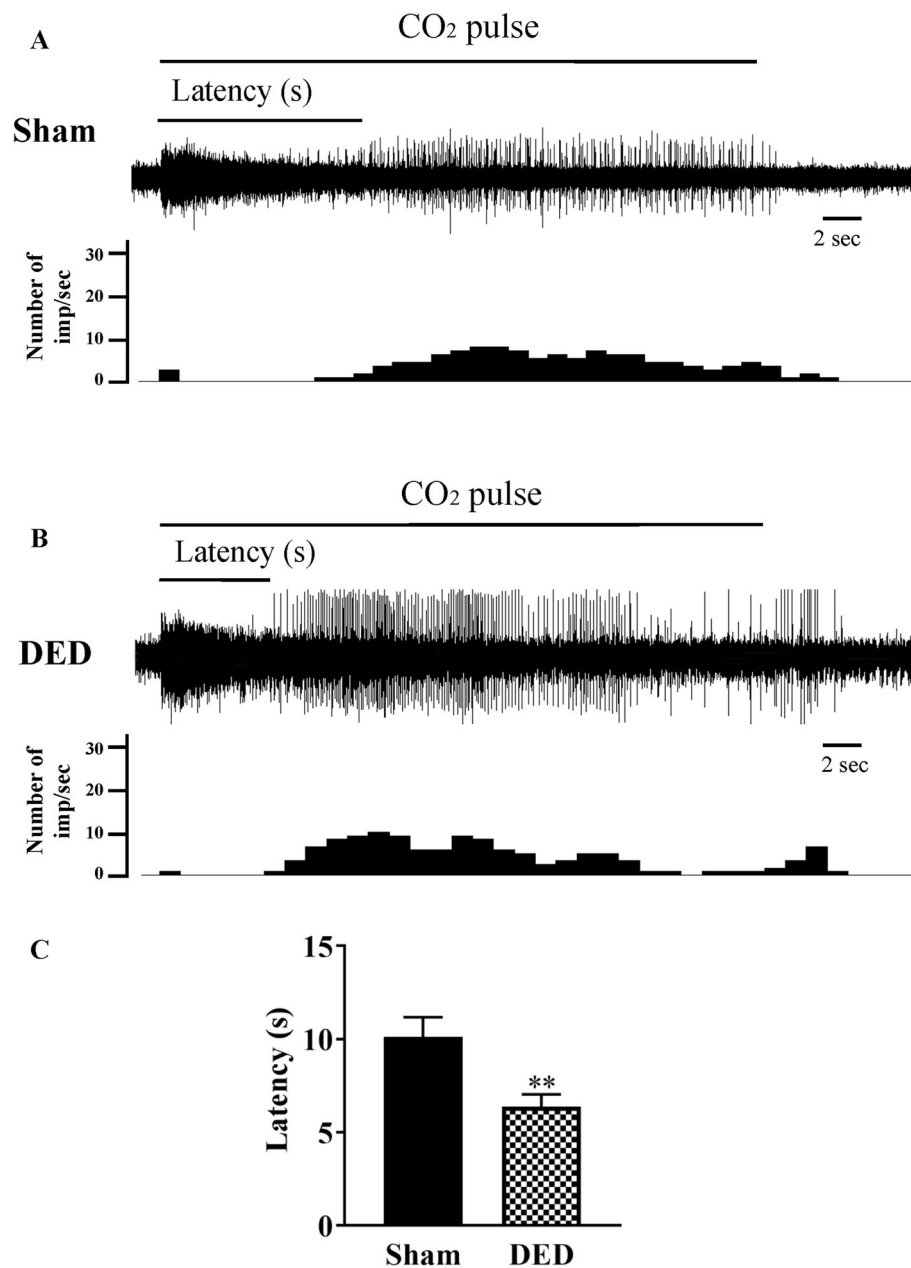 A
CO2 pulse
Latency (s)
Sham
2 sec
Number of
imp/sec
30
20
10
0
CO2 pulse
B
Latency (s)
DED
2 sec
Number of
imp/sec
30
20
10
0
C
Latency (s)
15
10
5
0
**
Sham DED